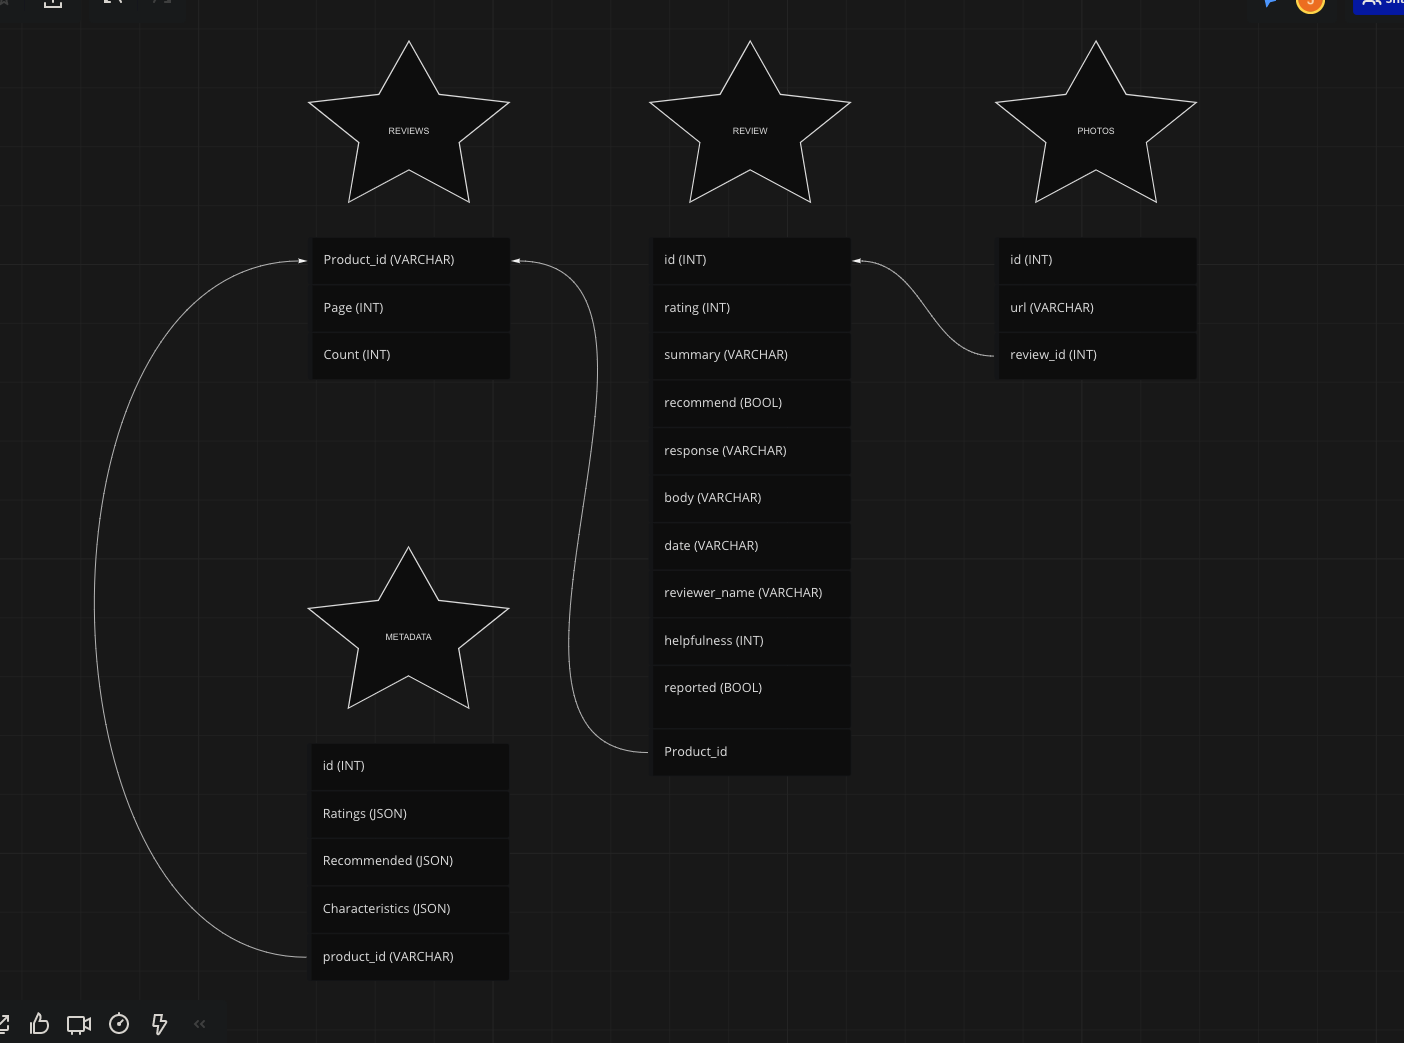 REVIEWS
REVIEW
PHOTOS
Product_id (VARCHAR)
Page (INT)
Count (INT)
id (INT)
rating (INT)
summary (VARCHAR)
recommend (BOOL)
response (VARCHAR)
body (VARCHAR)
date (VARCHAR)
reviewer_name (VARCHAR)
helpfulness (INT)
reported (BOOL)
Product_id
id (INT)
url (VARCHAR)
review_id (INT)
METADATA
id (INT)
Ratings (JSON)
Recommended (JSON)
Characteristics (JSON)
product_id (VARCHAR)